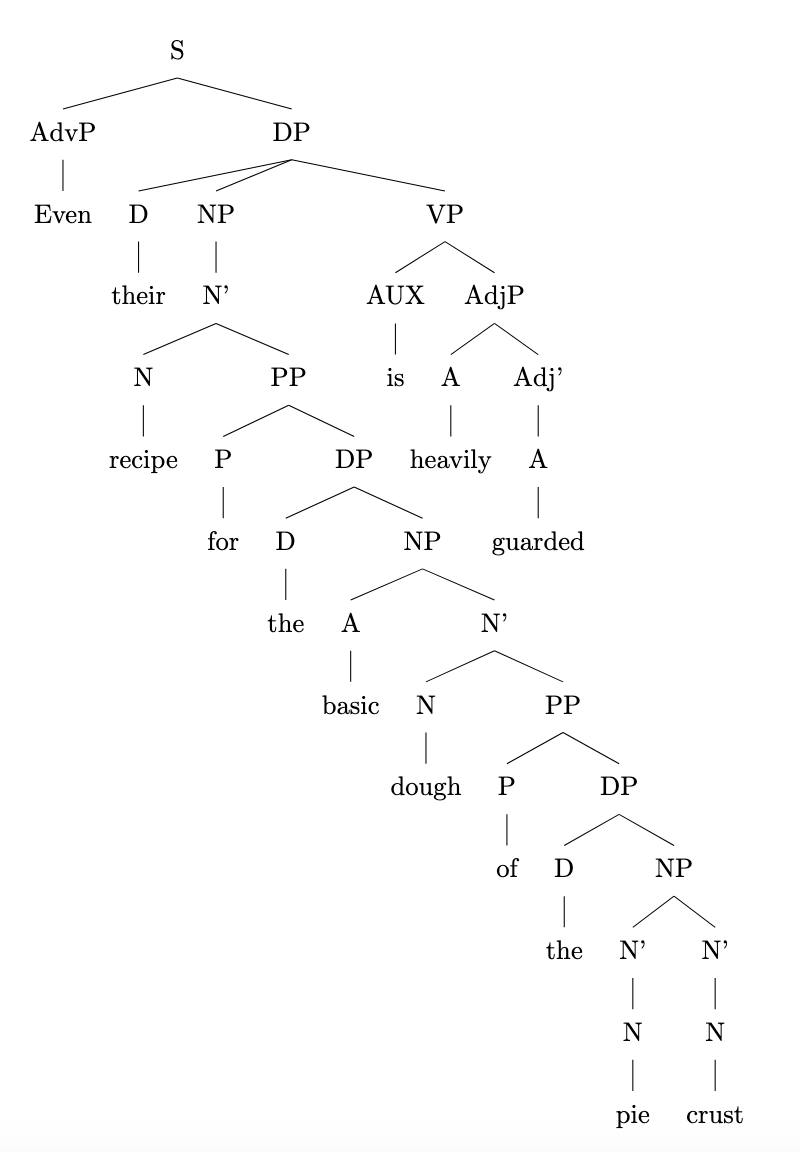 S
AdvP DP
Even D NP VP
their N’ AUX AdjP
N PP is A Adj’
recipe P DP heavily A
for D NP guarded
the A N’
basic N PP
dough P DP
of D NP
the N’ N’
N N
pie crust